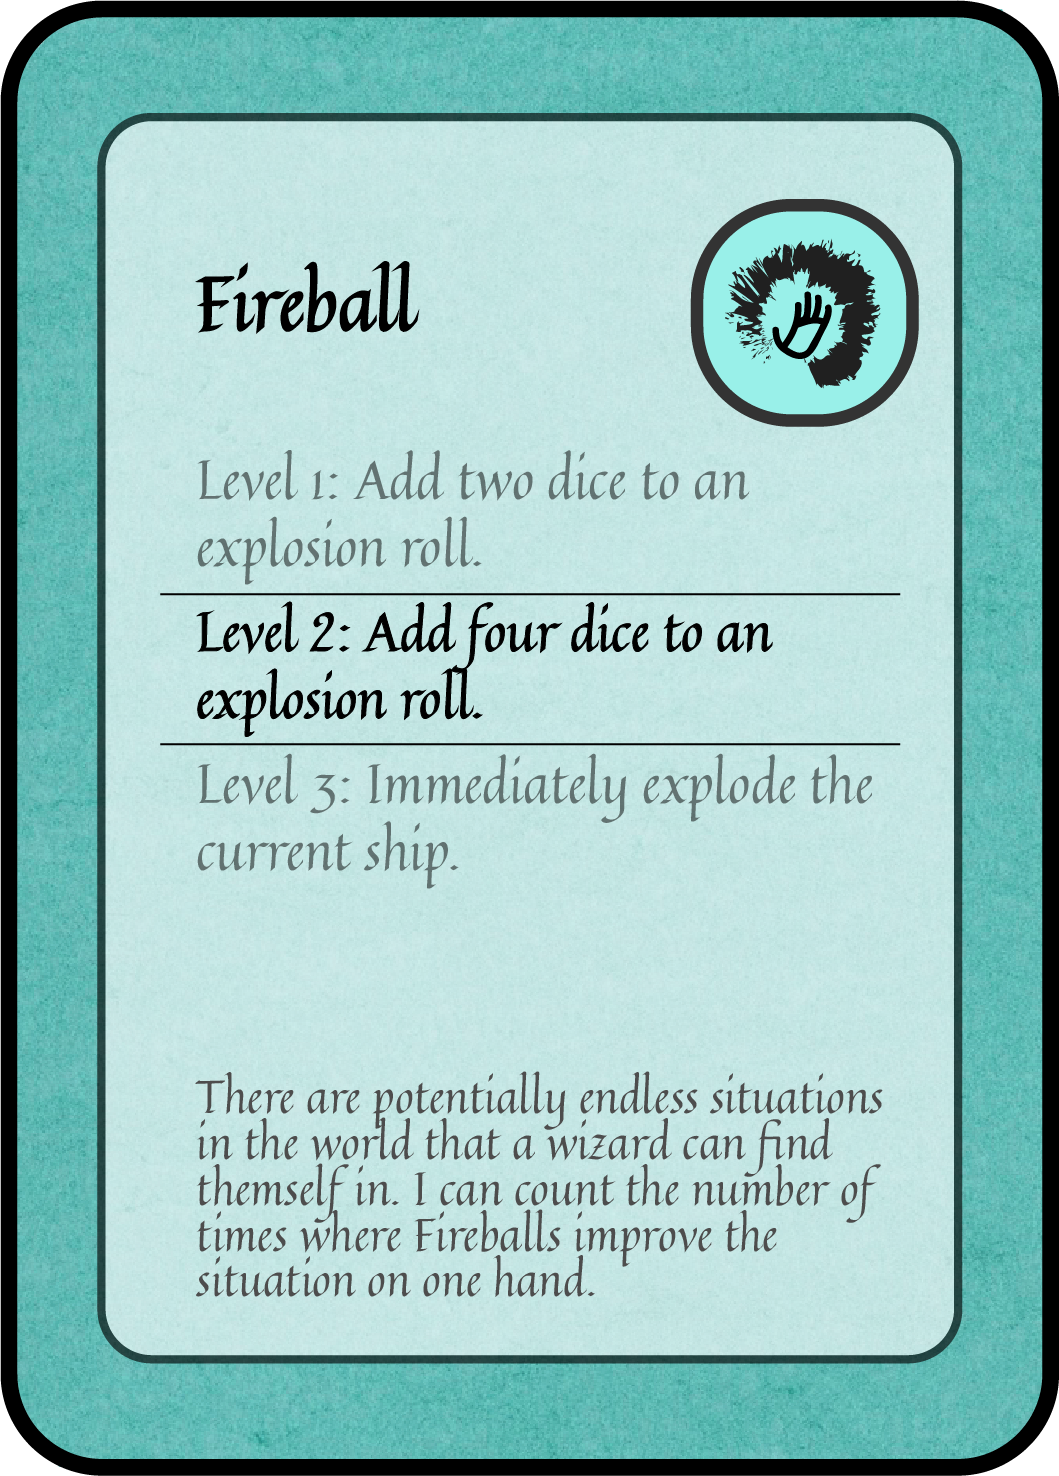 Fireball
Level 1: Add two dice to an
explosion roll.
Level 2: Add four dice to an
explosion roll.
Level 3: Immediately explode the
current ship.
There are potentially endless situations
in the world that a wizard can find
themself in. I can count the number of
times where Fireballs improve the
situation on one hand.